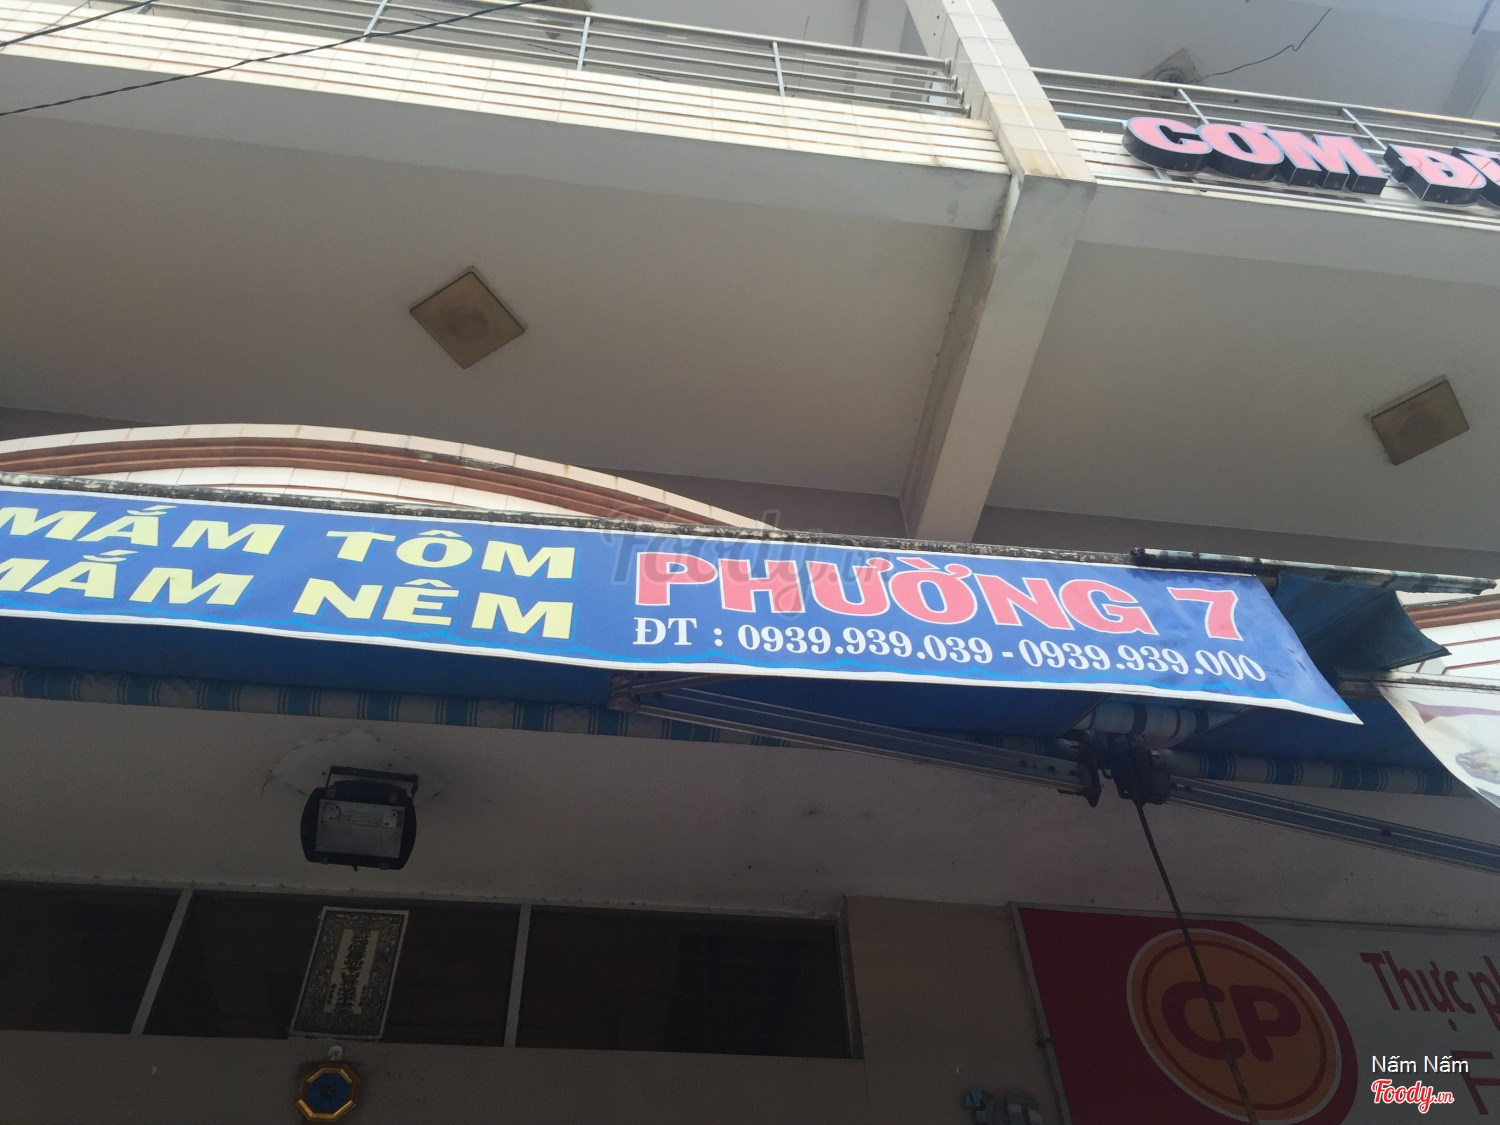 CƠM
MẮM TÔM
MẮM NÊM
PHƯỜNG 7
ĐT : 0939.939.039 - 0939.939.000
CP
Thực
Nấm Nấm
Foody.vn